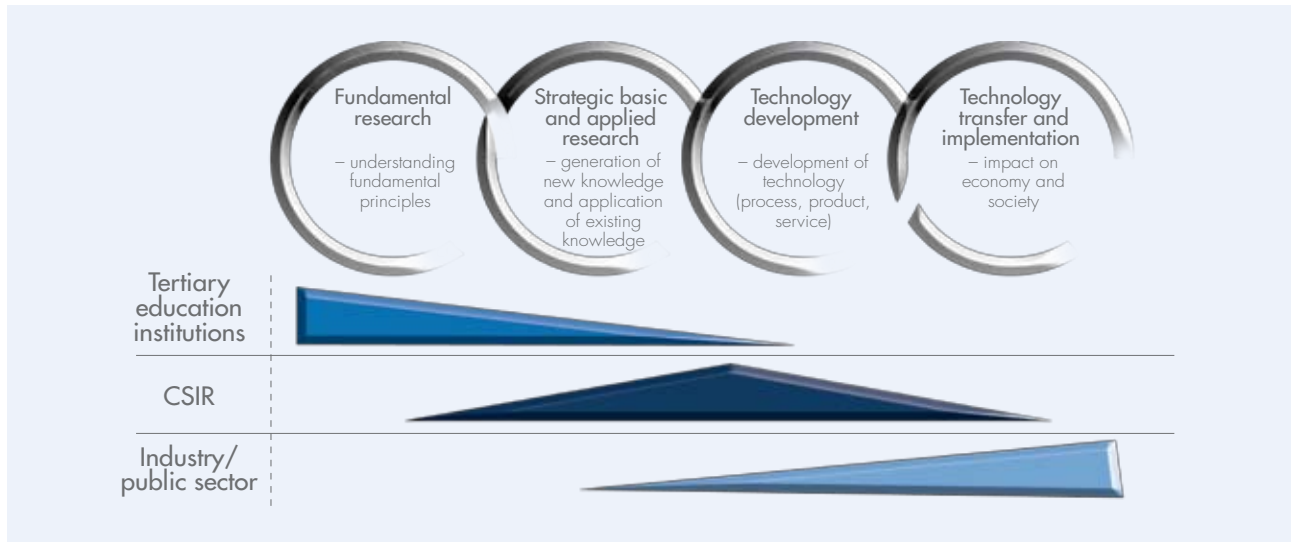 Fundamental
research
– understanding
fundamental
principles
Strategic basic
and applied
research
– generation of
new knowledge
and application
of existing
knowledge
Technology
development
– development of
technology
(process, product,
service)
Technology
transfer and
implementation
– impact on
economy and
society
Tertiary
education
institutions
CSIR
Industry/
public sector